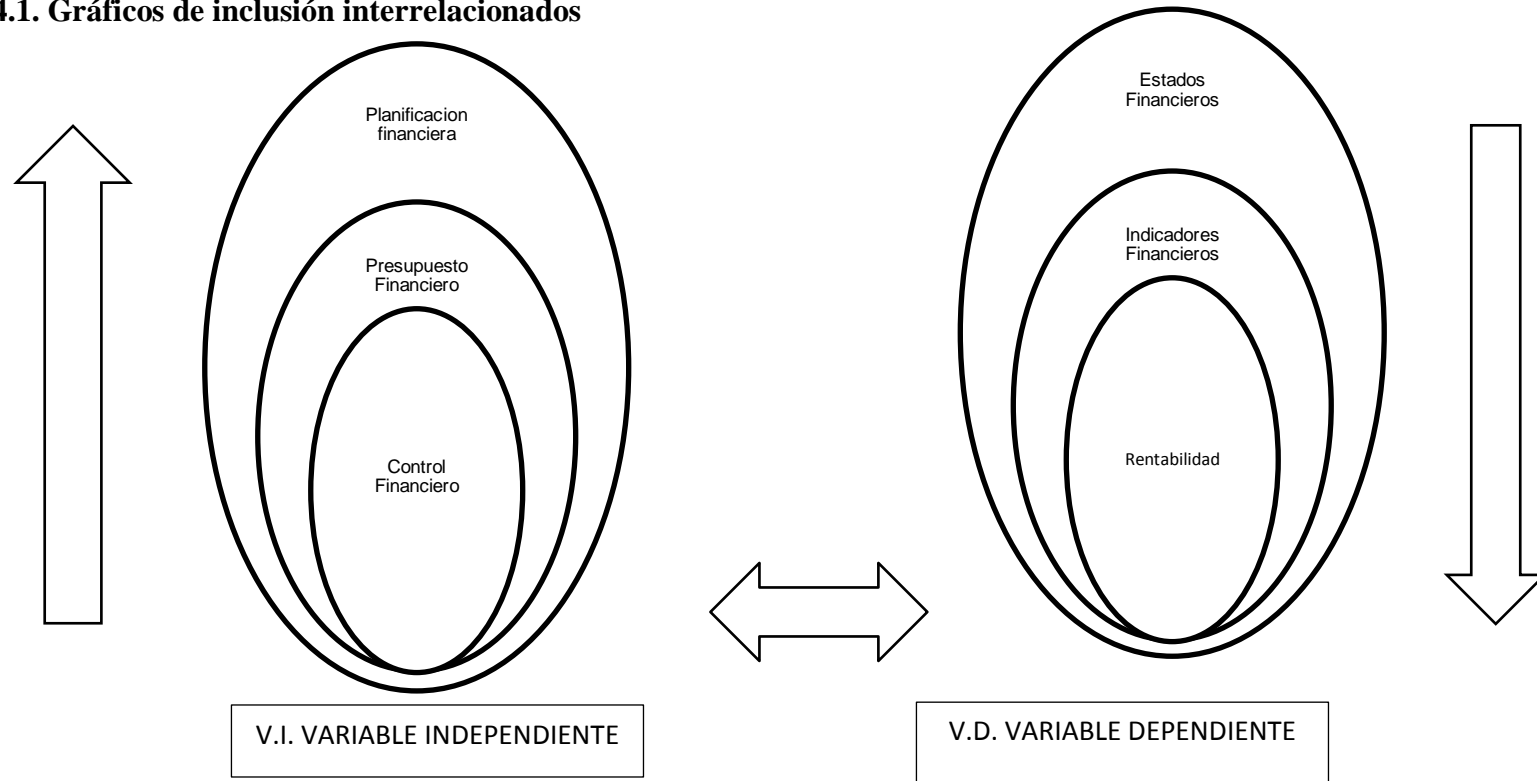 4.1. Gráficos de inclusión interrelacionados
Planificacion
financiera
Presupuesto
Financiero
Control
Financiero
V.I. VARIABLE INDEPENDIENTE
Estados
Financieros
Indicadores
Financieros
Rentabilidad
V.D. VARIABLE DEPENDIENTE